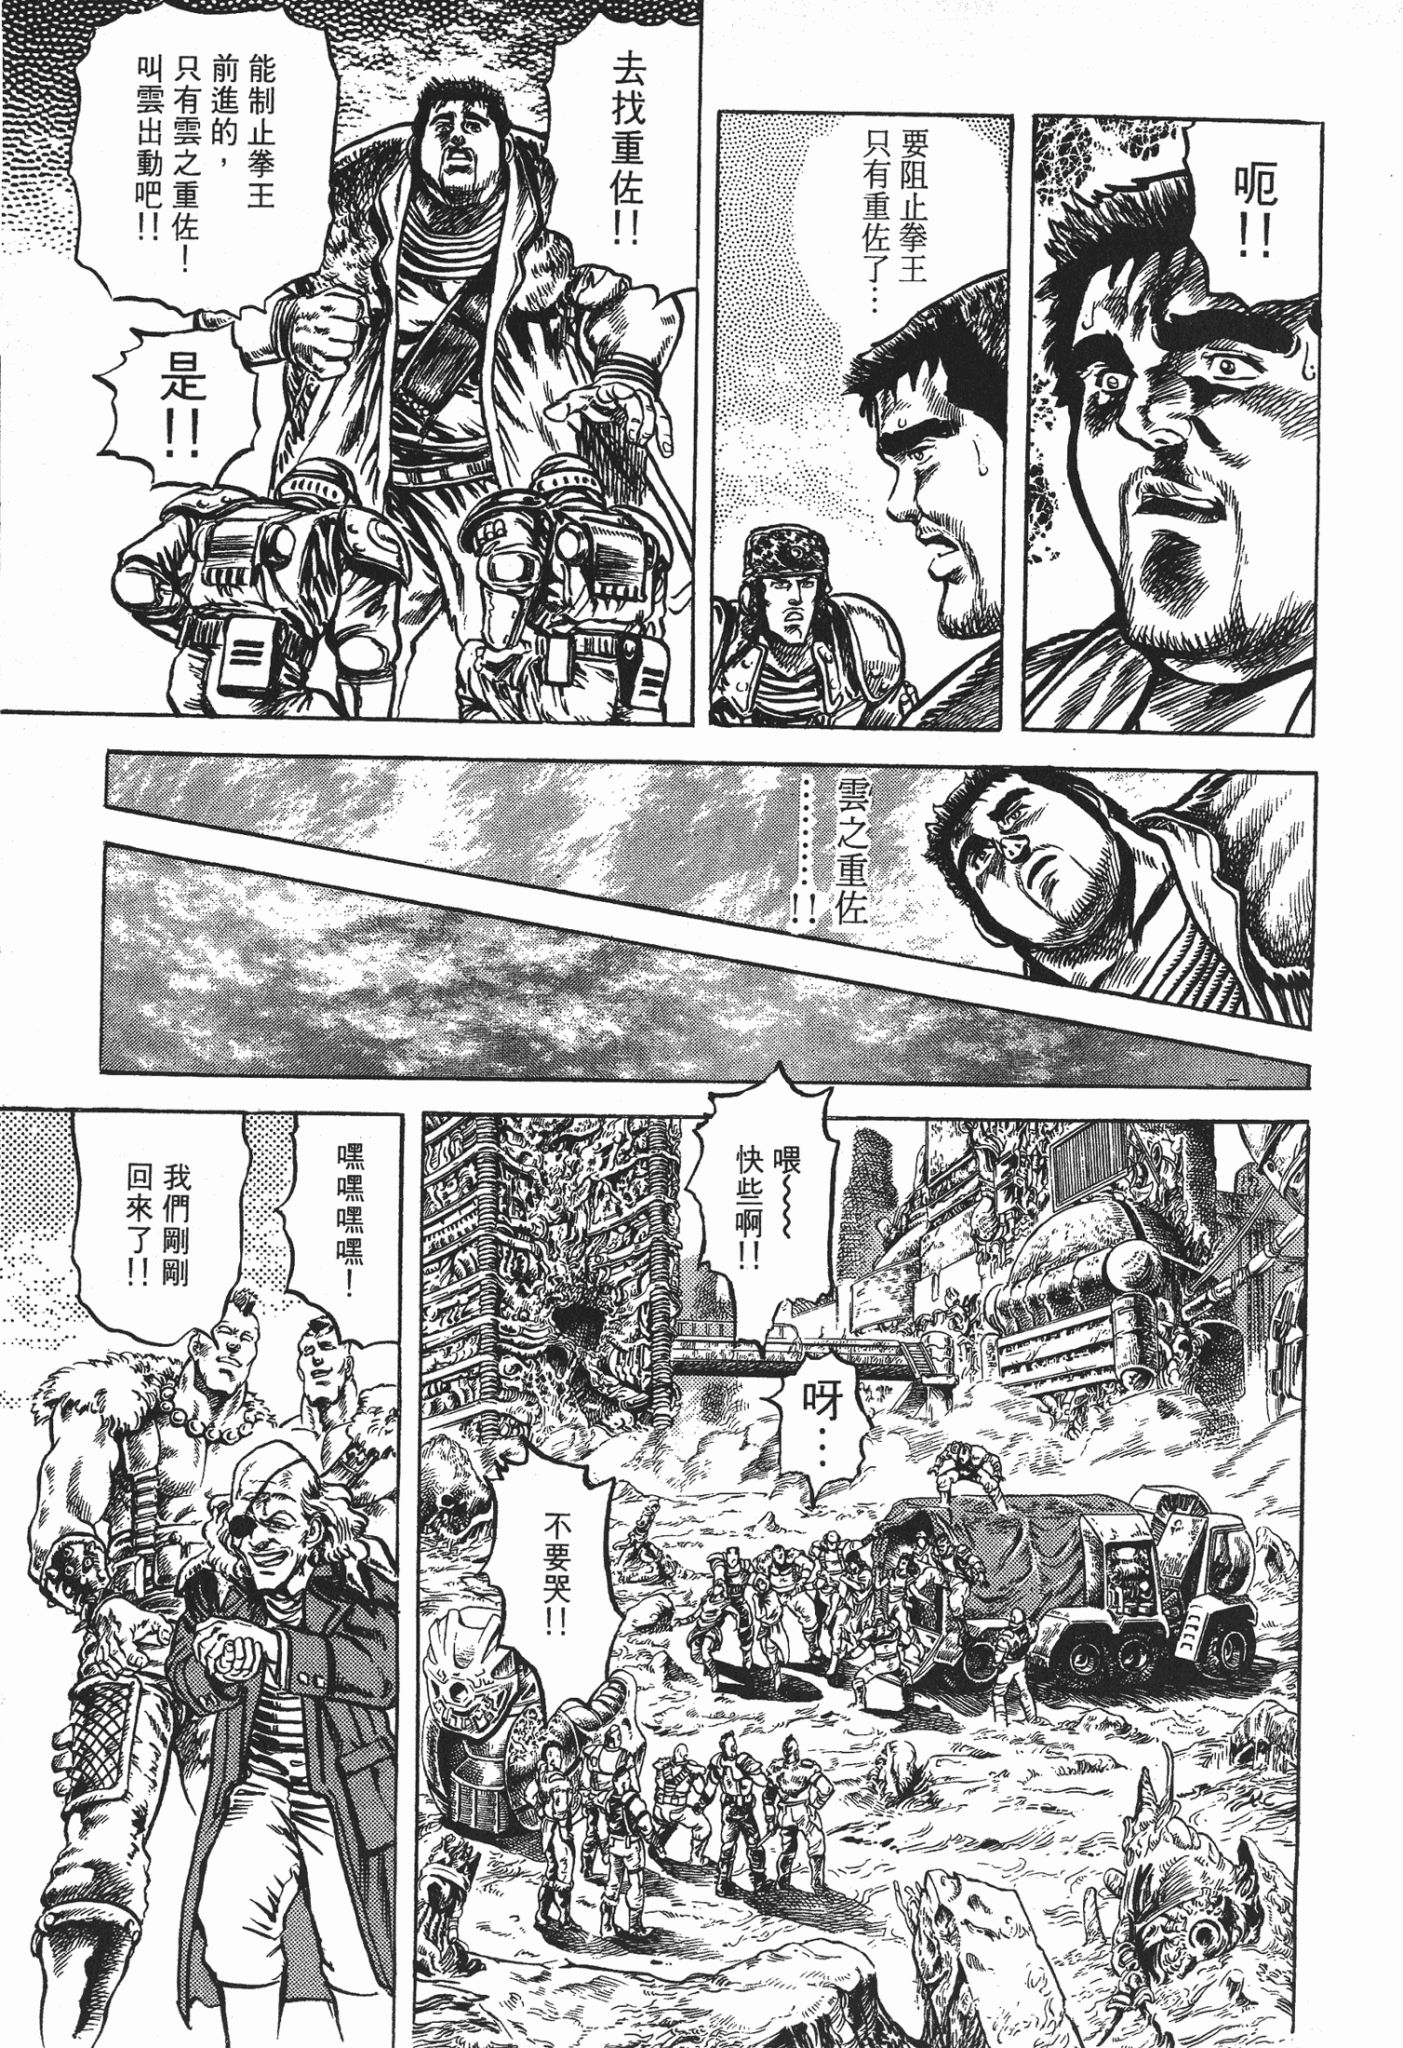 呃!!
要阻止拳王
只有重佐了…
去找重佐!!
能制止拳王
前進的，
只有雲之重佐！
叫雲出動吧!!
是!!
雲之重佐
………!!
喂～～
快些啊!!
呀…
不要哭!!
嘿嘿嘿嘿！
我們剛剛
回來了!!